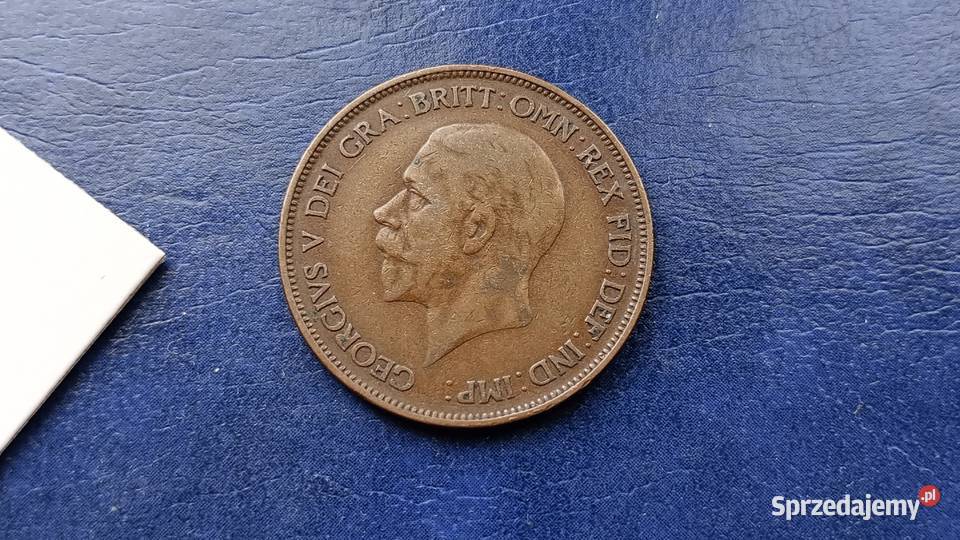 GEORGIVS V DEI GRA: BRITT: OMN: REX FID: DEF: IND: IMP:
Sprzedajemy.pl